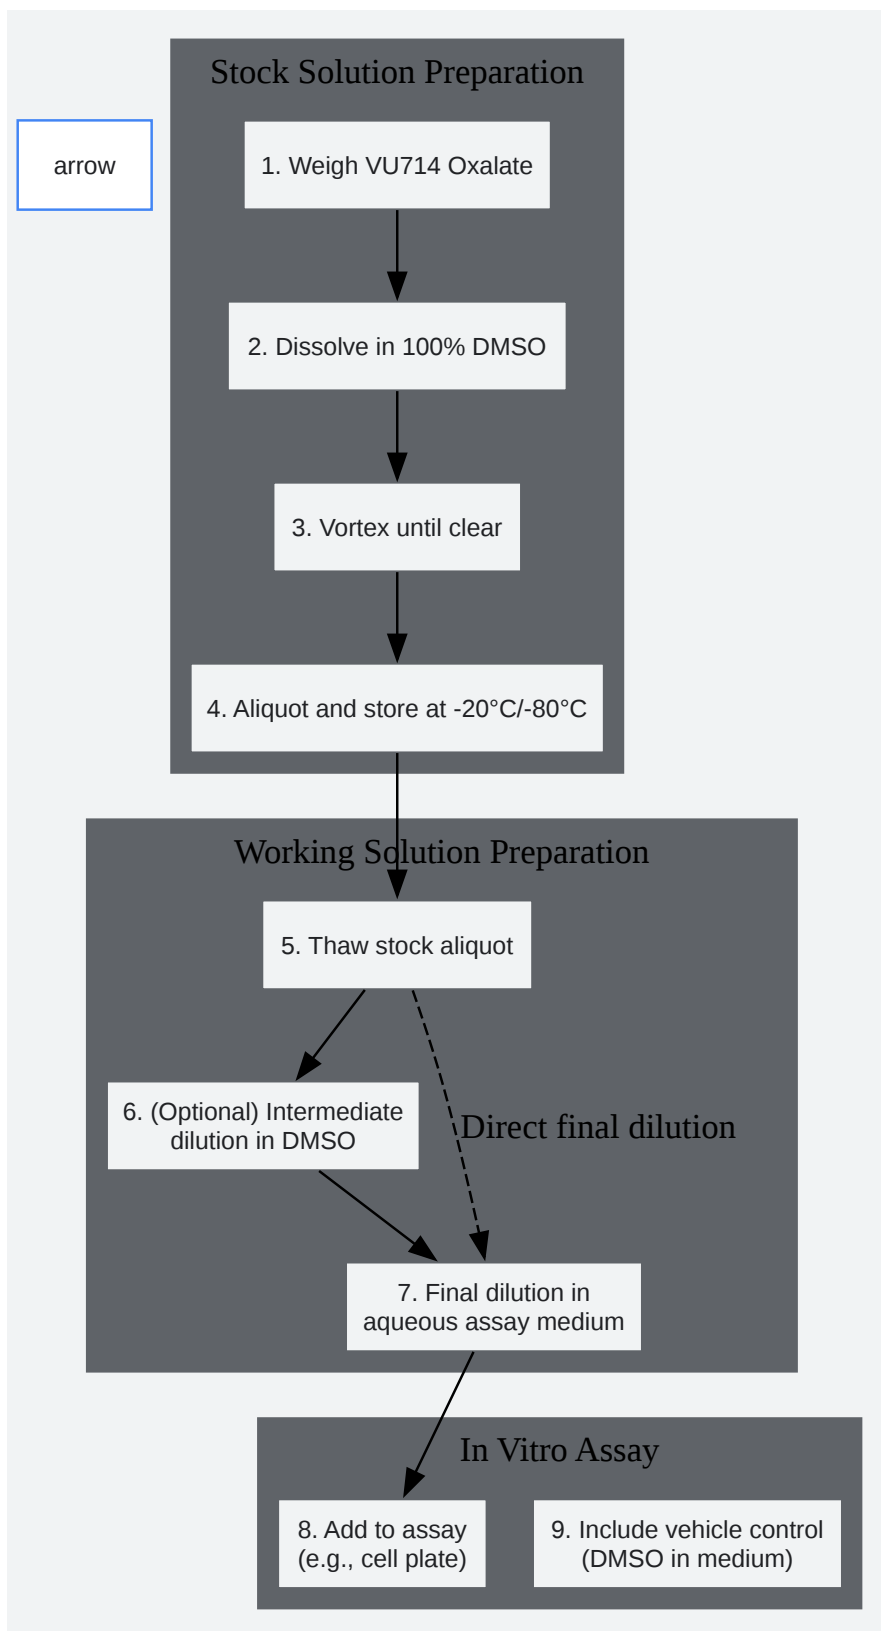 Stock Solution Preparation
arrow
1. Weigh VU714 Oxalate
2. Dissolve in 100% DMSO
3. Vortex until clear
4. Aliquot and store at -20°C/-80°C
Working Solution Preparation
5. Thaw stock aliquot
6. (Optional) Intermediate
dilution in DMSO
Direct final dilution
7. Final dilution in
aqueous assay medium
In Vitro Assay
8. Add to assay
(e.g., cell plate)
9. Include vehicle control
(DMSO in medium)